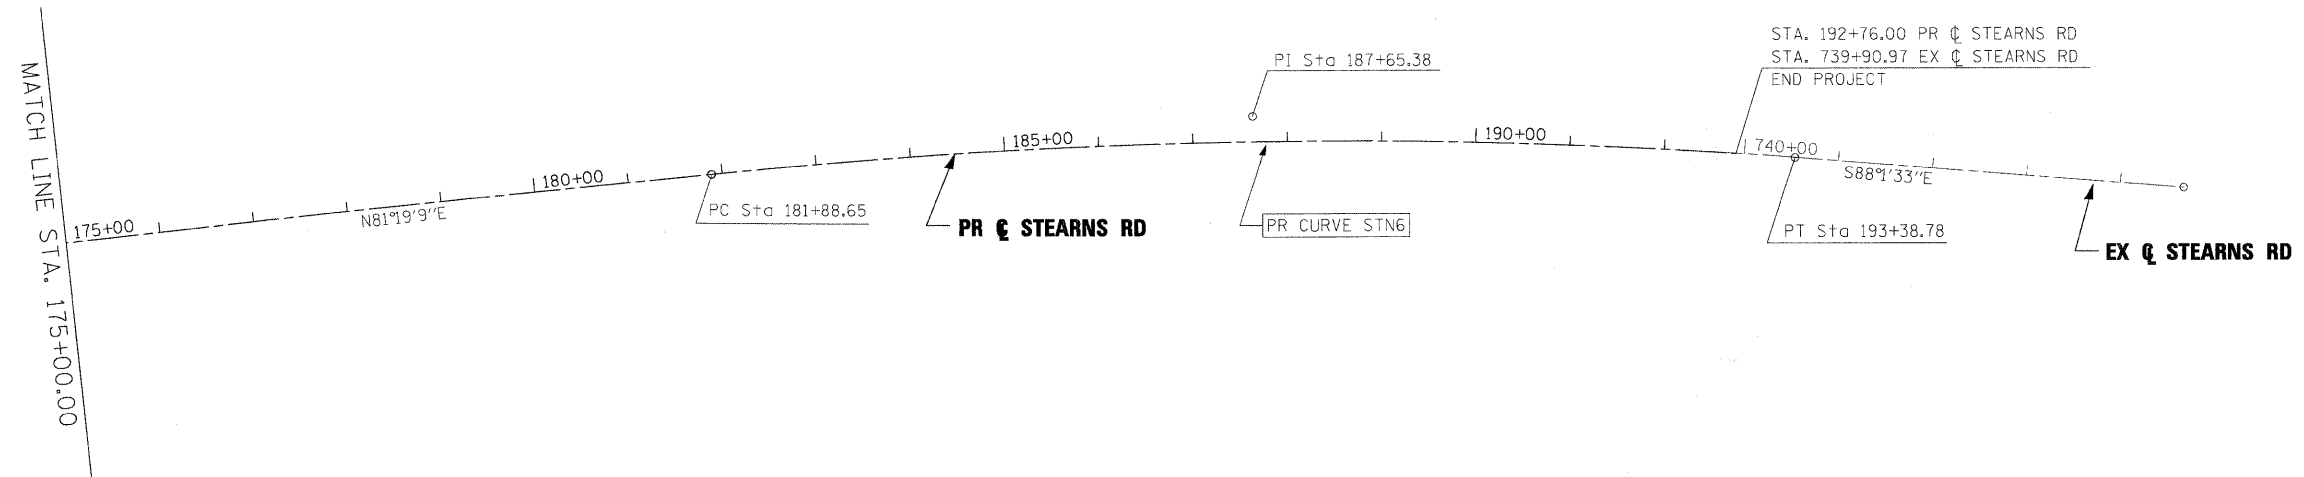 MATCH LINE STA. 175+00.00
175+00
N81°19'9"E
180+00
PC Sta 181+88.65
185+00
PR ℄ STEARNS RD
PI Sta 187+65.38
PR CURVE STN6
190+00
STA. 192+76.00 PR ℄ STEARNS RD
STA. 739+90.97 EX ℄ STEARNS RD
END PROJECT
740+00
S88°1'33"E
PT Sta 193+38.78
EX ℄ STEARNS RD